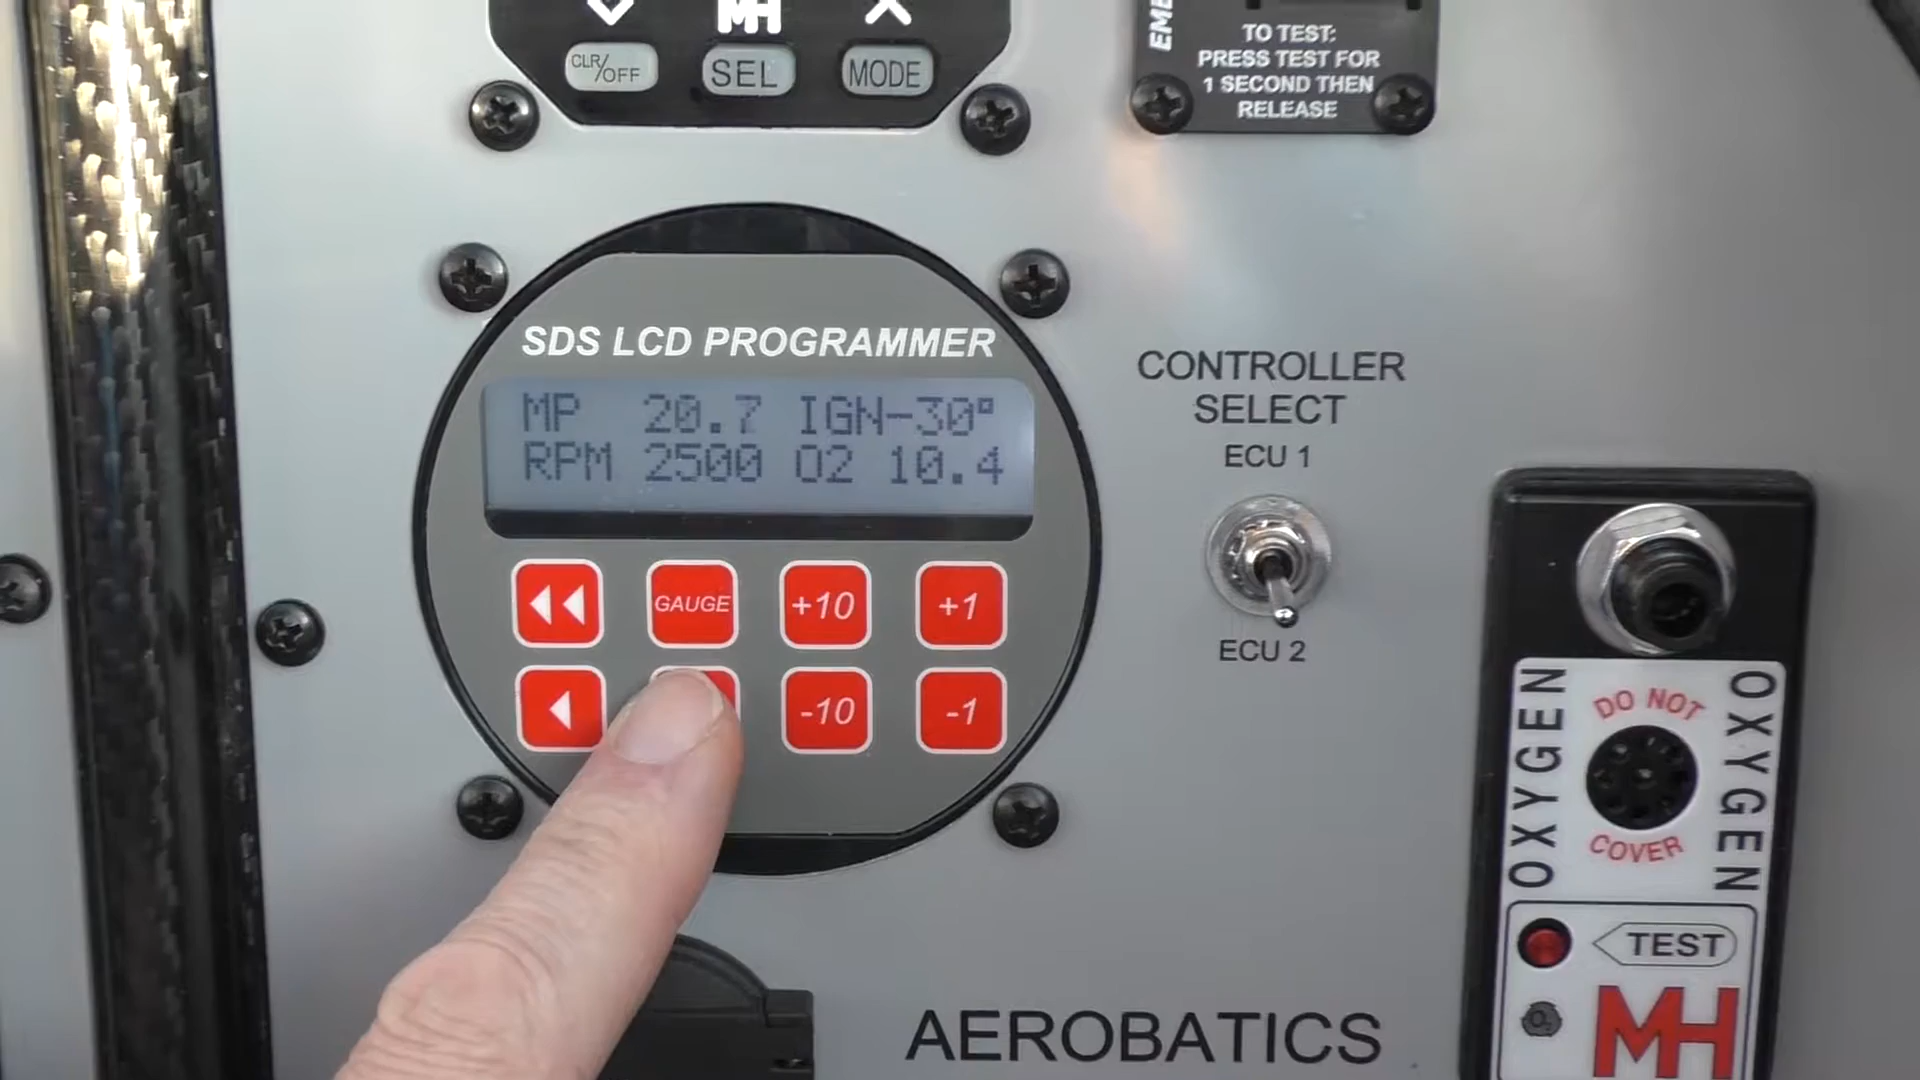 MH
CLR/OFF SEL MODE
TO TEST:
PRESS TEST FOR
1 SECOND THEN
RELEASE
SDS LCD PROGRAMMER
MP 20.7 IGN-30°
RPM 2500 O2 10.4
GAUGE +10 +1
-10 -1
CONTROLLER
SELECT
ECU 1
ECU 2
OXYGEN
DO NOT
COVER
OXYGEN
TEST
MH
AEROBATICS